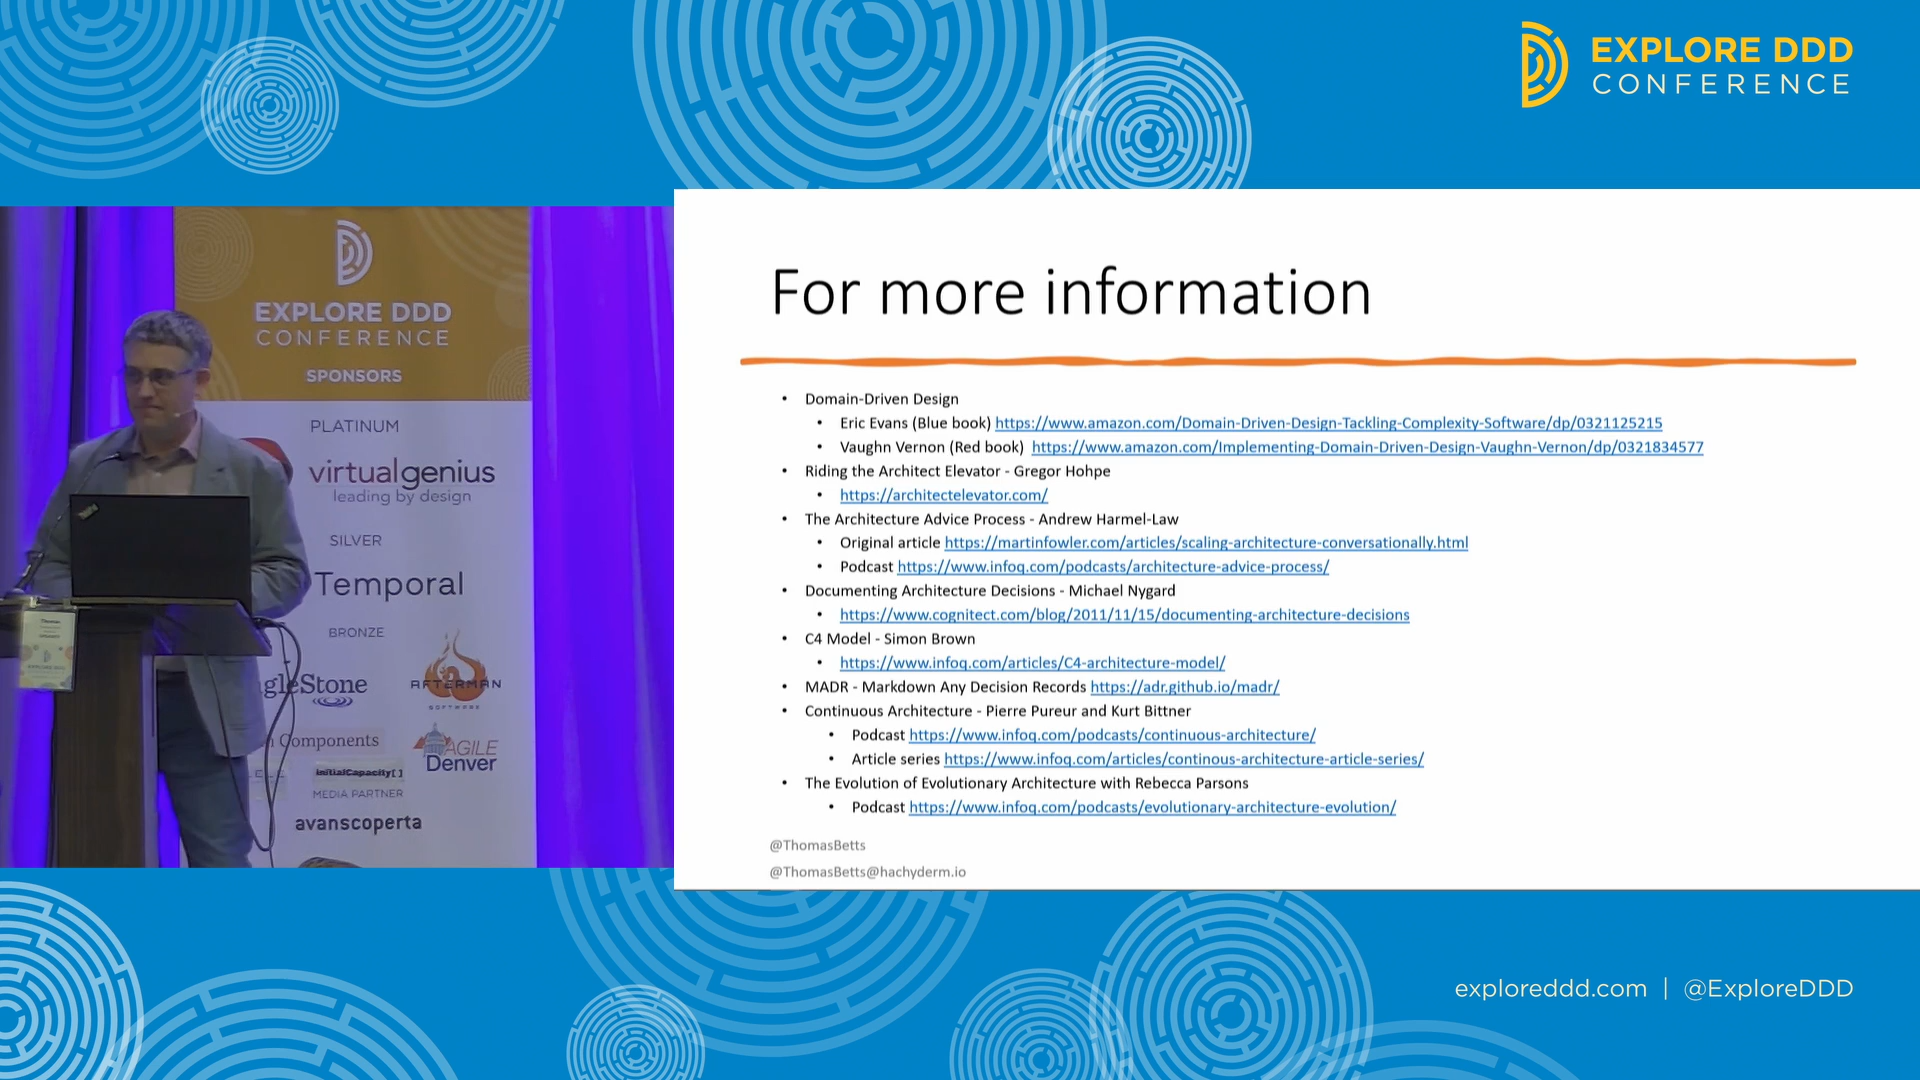 EXPLORE DDD
CONFERENCE
EXPLORE DDD
CONFERENCE
SPONSORS
PLATINUM
virtualgenius
leading by design
SILVER
Temporal
BRONZE
gleStone
AFTERMAN
SOFTWARE
Components
AGILE
Denver
initialCapacity[]
MEDIA PARTNER
avanscoperta
Thomas
For more information
• Domain-Driven Design
• Eric Evans (Blue book) https://www.amazon.com/Domain-Driven-Design-Tackling-Complexity-Software/dp/0321125215
• Vaughn Vernon (Red book) https://www.amazon.com/Implementing-Domain-Driven-Design-Vaughn-Vernon/dp/0321834577
• Riding the Architect Elevator - Gregor Hohpe
• https://architectelevator.com/
• The Architecture Advice Process - Andrew Harmel-Law
• Original article https://martinfowler.com/articles/scaling-architecture-conversationally.html
• Podcast https://www.infoq.com/podcasts/architecture-advice-process/
• Documenting Architecture Decisions - Michael Nygard
• https://www.cognitect.com/blog/2011/11/15/documenting-architecture-decisions
• C4 Model - Simon Brown
• https://www.infoq.com/articles/C4-architecture-model/
• MADR - Markdown Any Decision Records https://adr.github.io/madr/
• Continuous Architecture - Pierre Pureur and Kurt Bittner
• Podcast https://www.infoq.com/podcasts/continuous-architecture/
• Article series https://www.infoq.com/articles/continous-architecture-article-series/
• The Evolution of Evolutionary Architecture with Rebecca Parsons
• Podcast https://www.infoq.com/podcasts/evolutionary-architecture-evolution/
@ThomasBetts
@ThomasBetts@hachyderm.io
exploreddd.com | @ExploreDDD